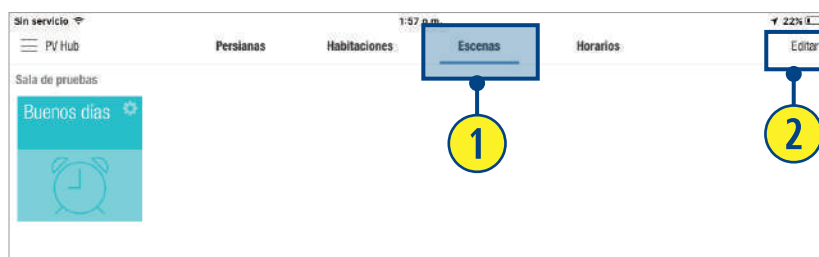 Sin servicio 1:57 p.m. 22%
PV Hub Persianas Habitaciones Escenas Horarios Editar
Sala de pruebas
Buenos días
1
2